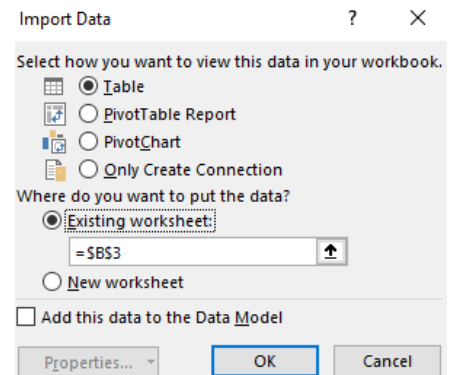 Import Data ? ×
Select how you want to view this data in your workbook.
Table
PivotTable Report
PivotChart
Only Create Connection
Where do you want to put the data?
Existing worksheet:
=$B$3
New worksheet
Add this data to the Data Model
Properties... OK Cancel